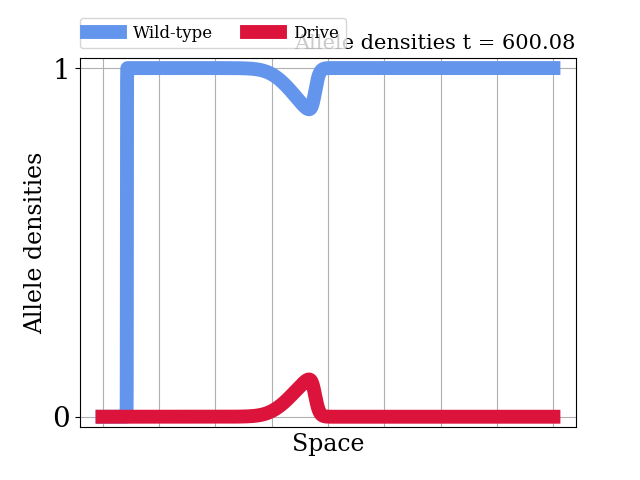 Wild-type Drive
Allele densities t = 600.08
1
Allele densities
0
Space